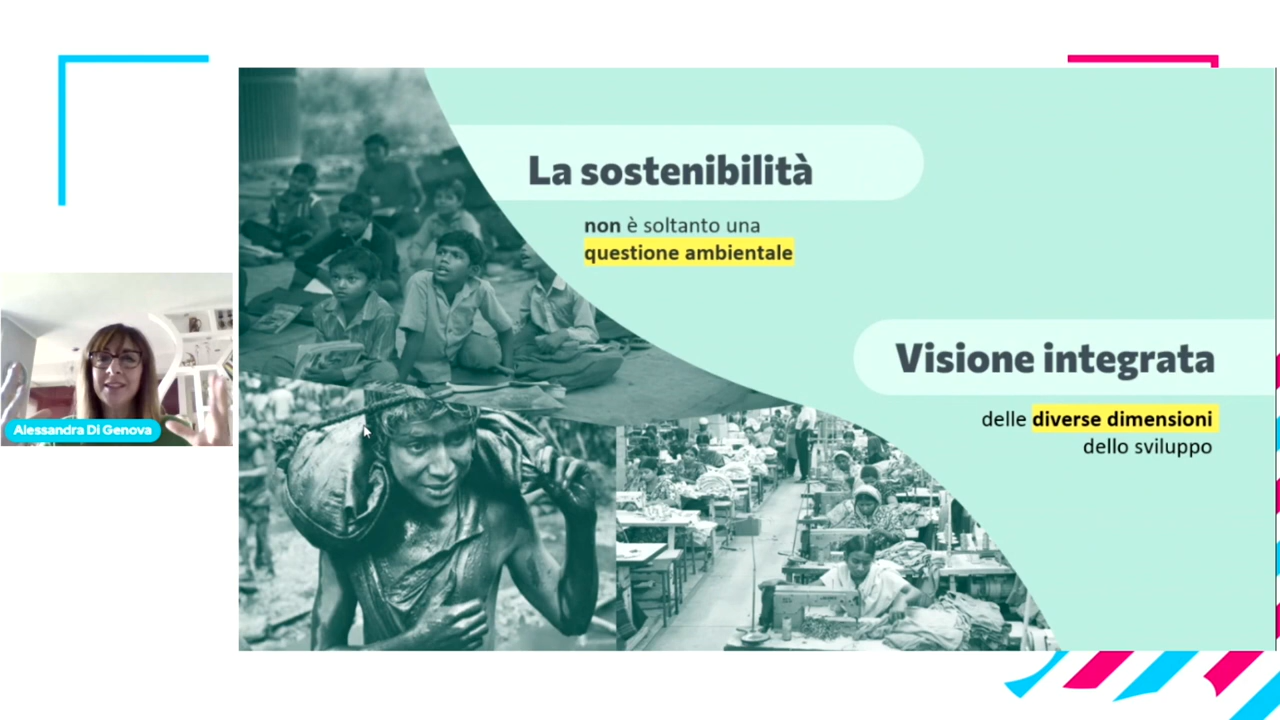 La sostenibilità
non è soltanto una
questione ambientale
Visione integrata
delle diverse dimensioni
dello sviluppo
Alessandra Di Genova